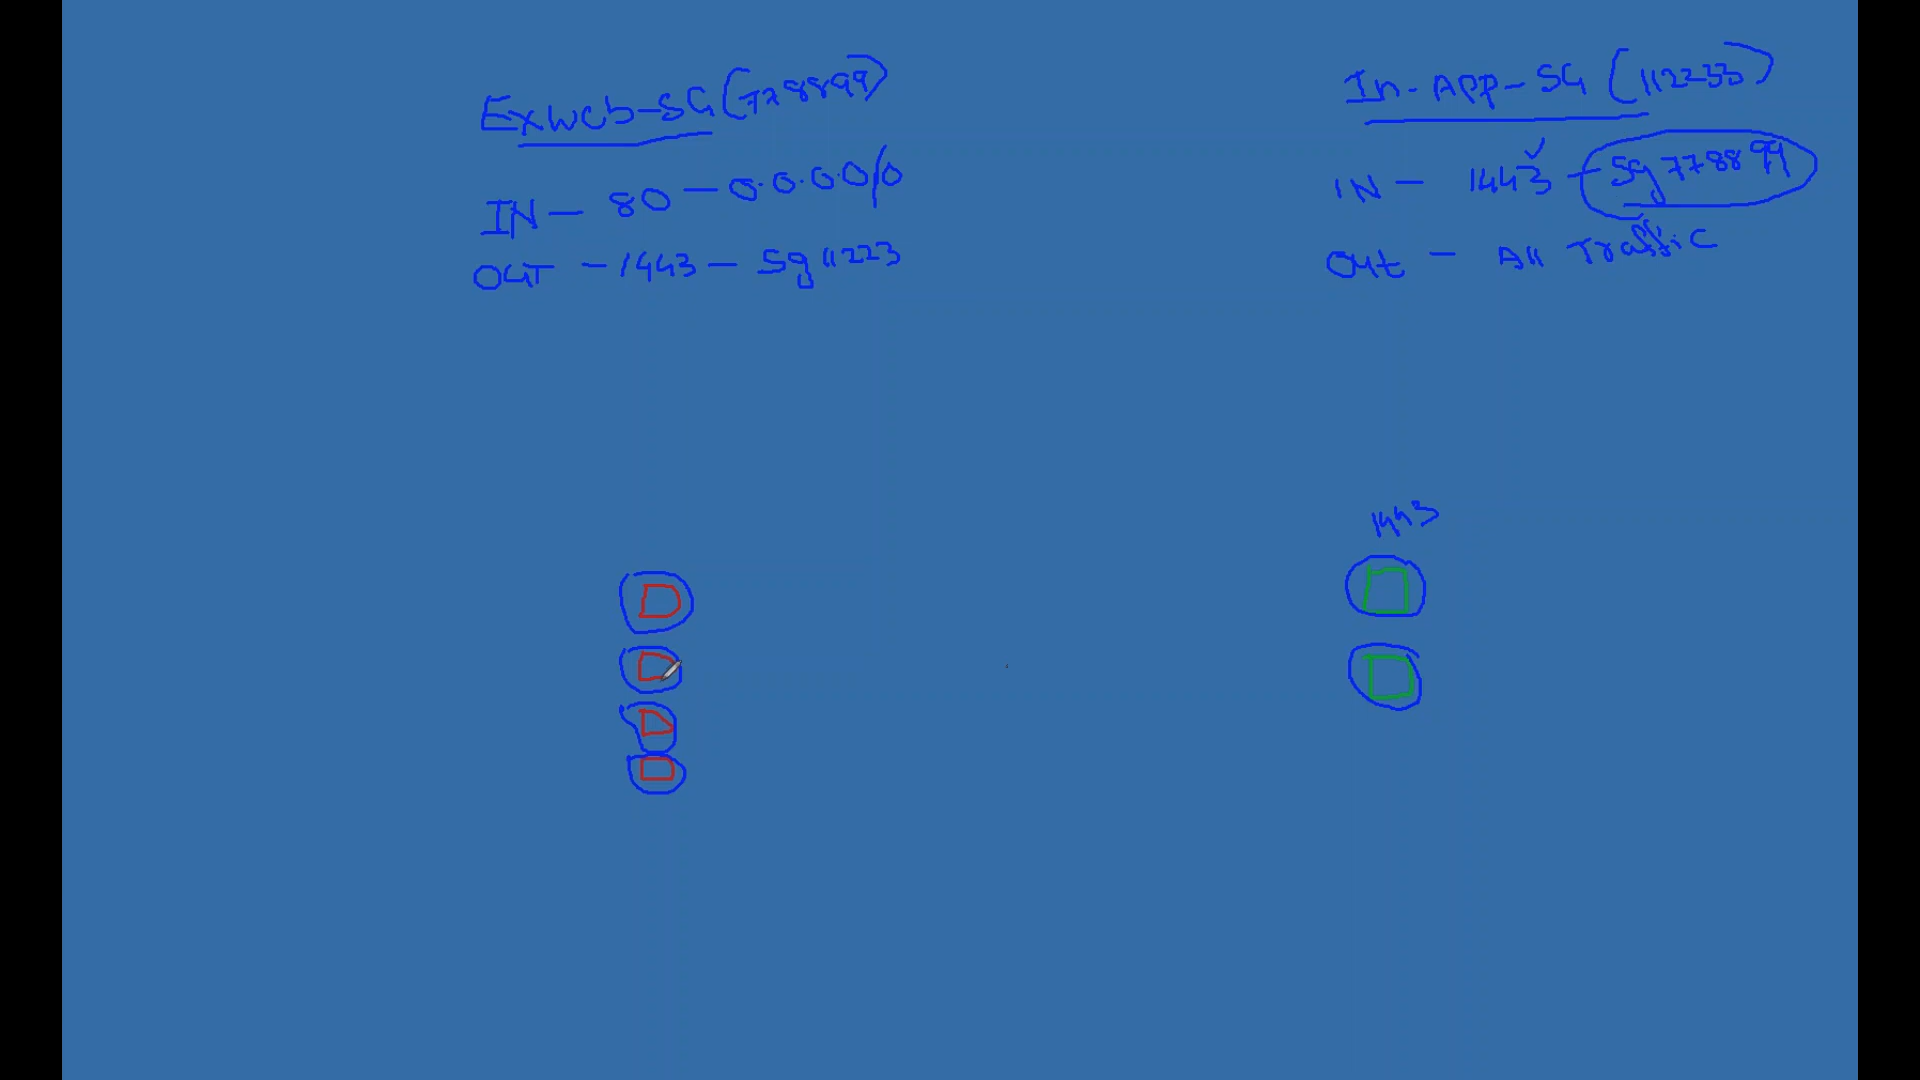 Exweb-SG (778899)
IN - 80 - 0.0.0.0/0
OUT - 1443 - Sg 11223
In-APP-SG (112233)
IN - 1443 - Sg 778899
Out - All Traffic
1443